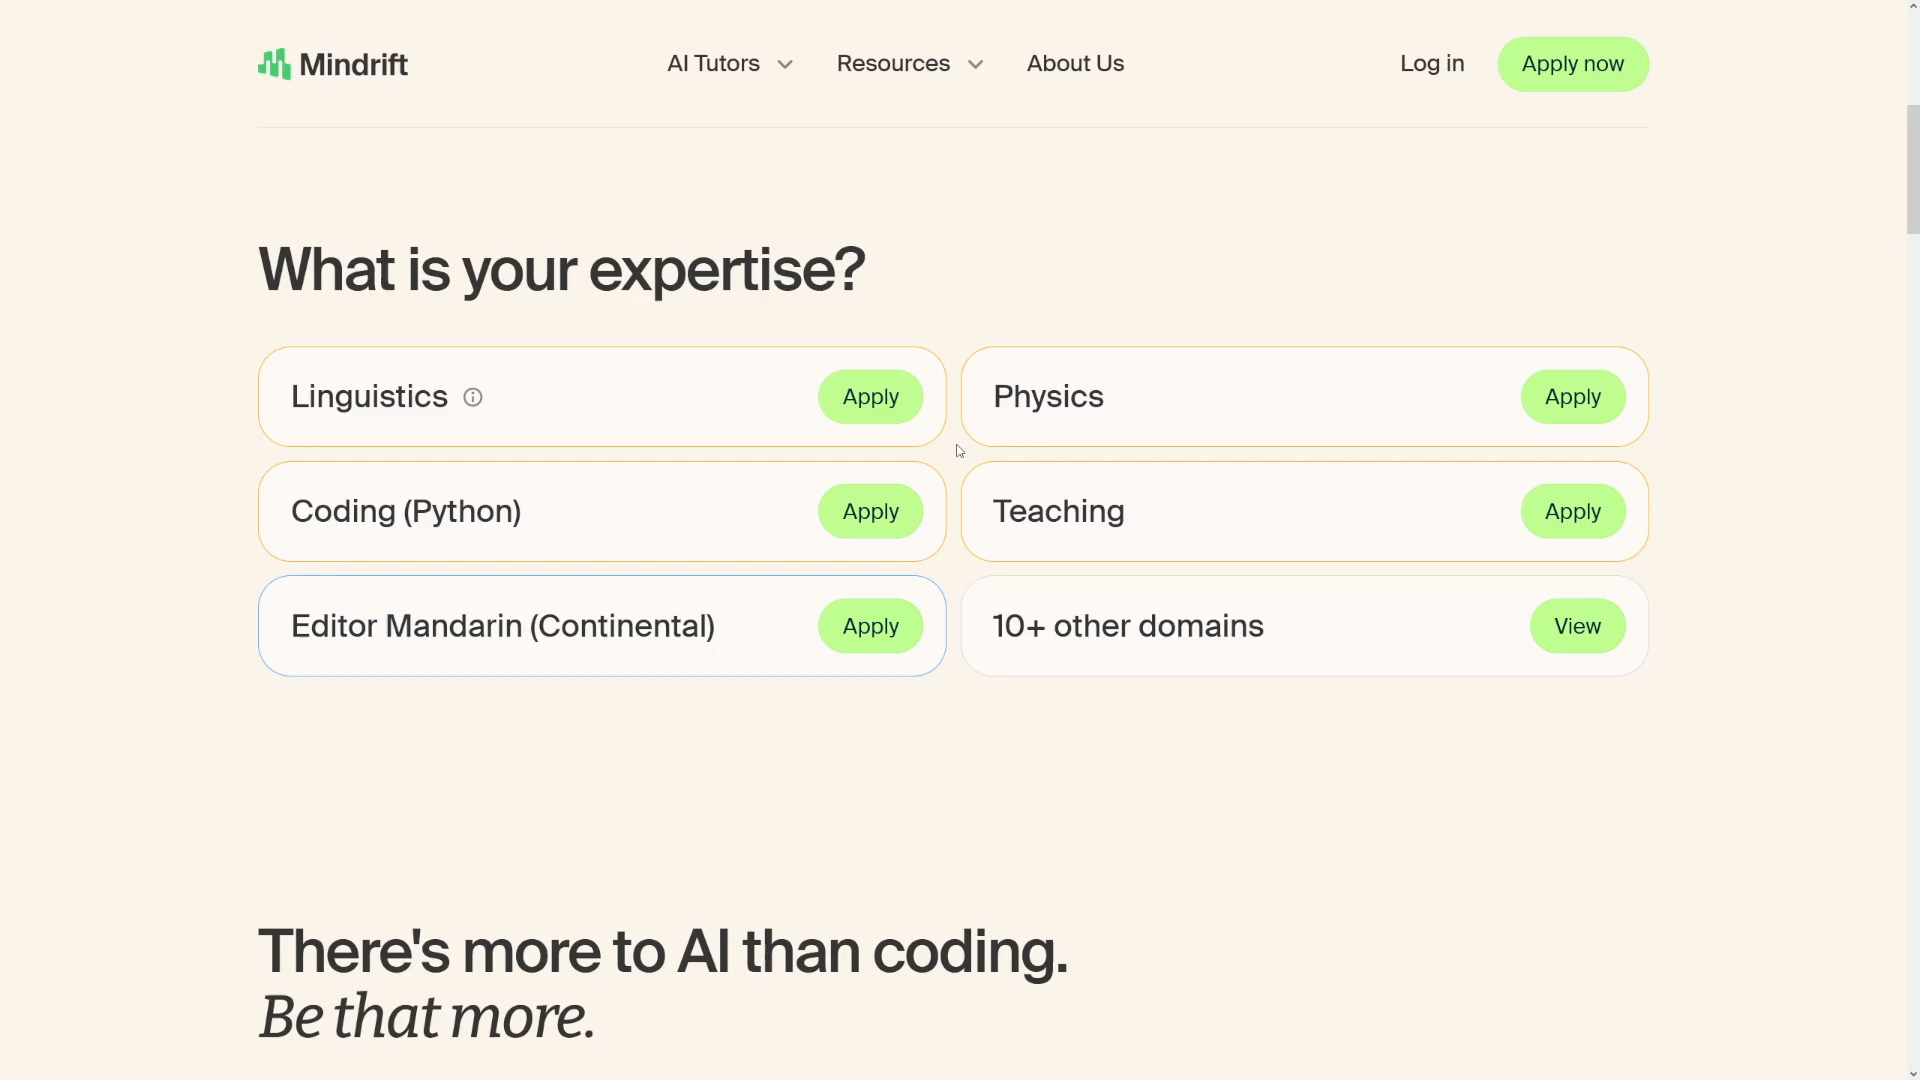 Mindrift
AI Tutors
Resources
About Us
Log in
Apply now
What is your expertise?
Linguistics
Apply
Physics
Apply
Coding (Python)
Apply
Teaching
Apply
Editor Mandarin (Continental)
Apply
10+ other domains
View
There's more to AI than coding.
Be that more.